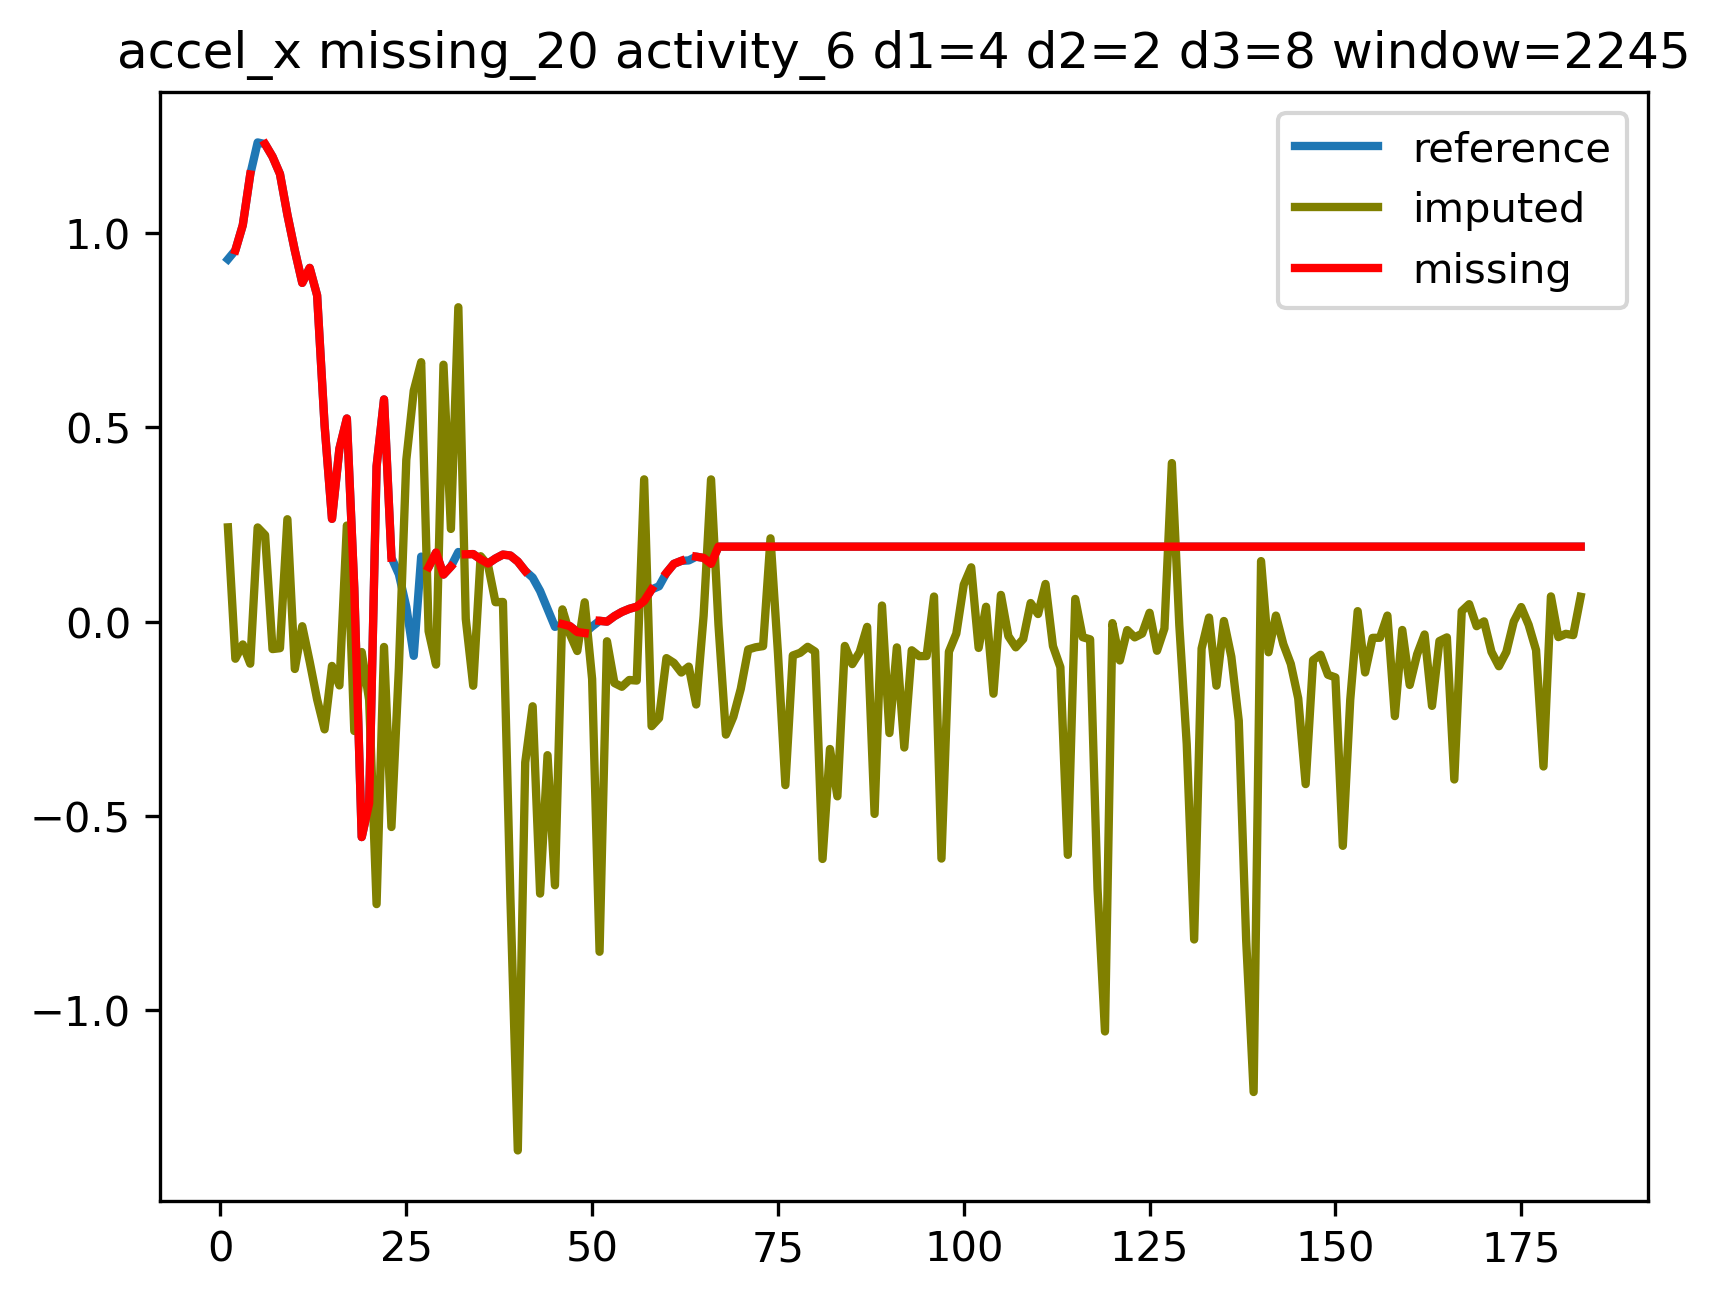 accel_x missing_20 activity_6 d1=4 d2=2 d3=8 window=2245
reference
imputed
missing
1.0
0.5
0.0
−0.5
−1.0
0 25 50 75 100 125 150 175